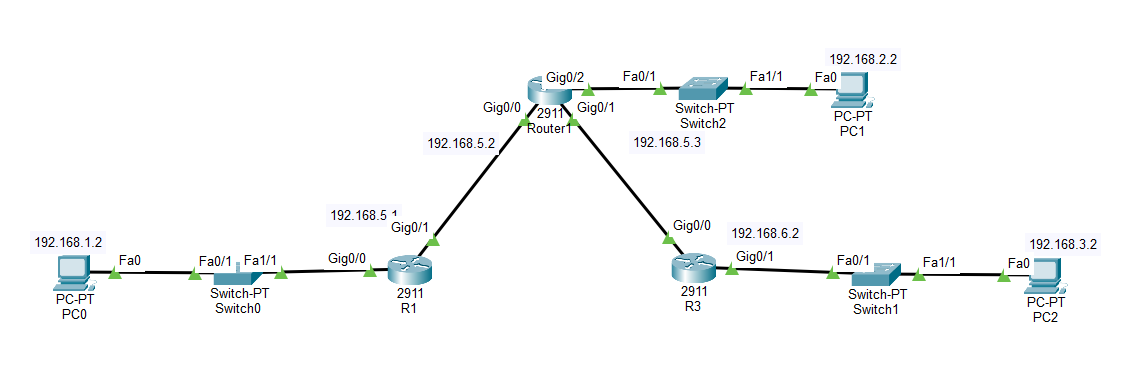 192.168.2.2
Gig0/2
Fa0/1
Fa1/1
Fa0
Gig0/0
Gig0/1
2911
Router1
Switch-PT
Switch2
PC-PT
PC1
192.168.5.2
192.168.5.3
192.168.5.1
Gig0/1
Gig0/0
192.168.6.2
192.168.1.2
192.168.3.2
Fa0
Fa0/1
Fa1/1
Gig0/0
Gig0/1
Fa0/1
Fa1/1
Fa0
PC-PT
PC0
Switch-PT
Switch0
2911
R1
2911
R3
Switch-PT
Switch1
PC-PT
PC2